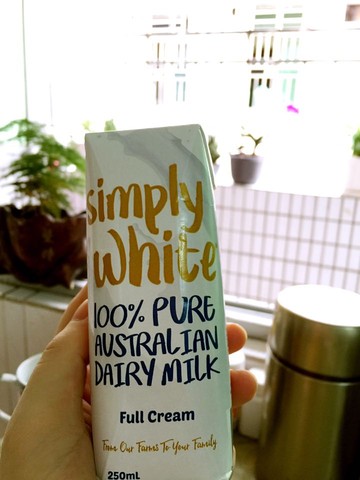 simply
white
100% PURE
AUSTRALIAN
DAIRY MILK
Full Cream
From Our Farms To Your Family
250mL